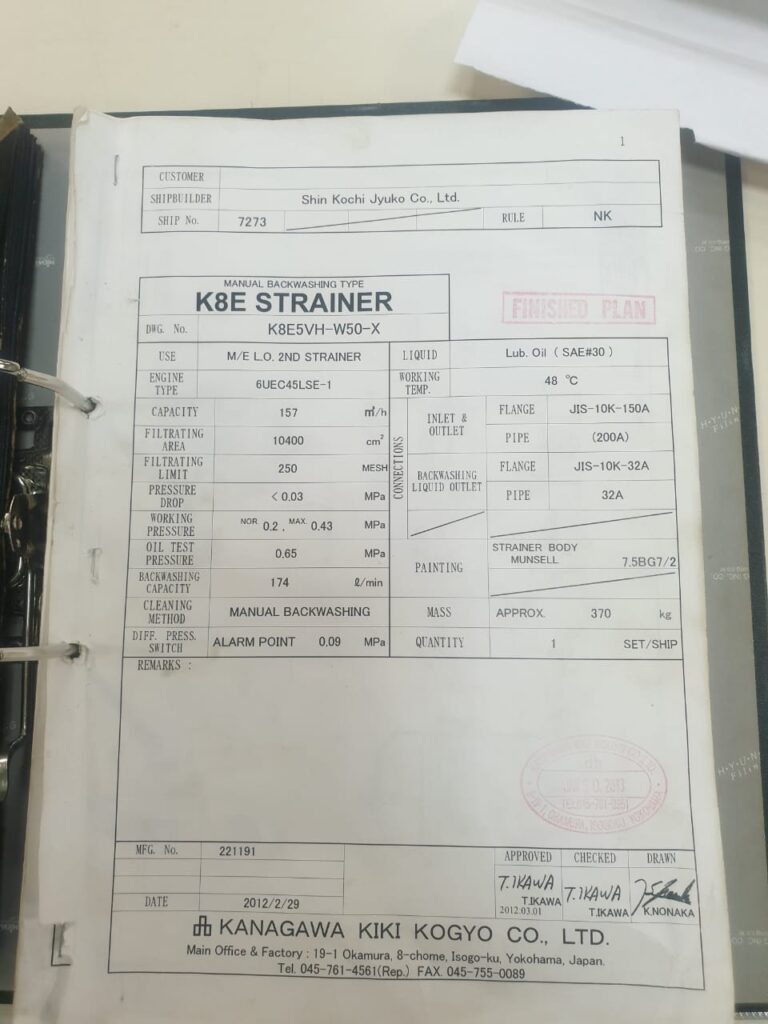 1
CUSTOMER
SHIPBUILDER Shin Kochi Jyuko Co., Ltd.
SHIP No. 7273 RULE NK
MANUAL BACKWASHING TYPE
K8E STRAINER
FINISHED PLAN
DWG. No. K8E5VH-W50-X
USE M/E L.O. 2ND STRAINER
LIQUID Lub. Oil ( SAE#30 )
ENGINE TYPE 6UEC45LSE-1
WORKING TEMP. 48 ℃
CAPACITY 157 m³/h
CONNECTIONS
INLET & OUTLET FLANGE JIS-10K-150A
FILTRATING AREA 10400 cm²
PIPE (200A)
FILTRATING LIMIT 250 MESH
BACKWASHING LIQUID OUTLET FLANGE JIS-10K-32A
PRESSURE DROP < 0.03 MPa
PIPE 32A
WORKING PRESSURE NOR. 0.2 , MAX. 0.43 MPa
OIL TEST PRESSURE 0.65 MPa
PAINTING STRAINER BODY
MUNSELL 7.5BG7/2
BACKWASHING CAPACITY 174 ℓ/min
CLEANING METHOD MANUAL BACKWASHING
MASS APPROX. 370 kg
DIFF. PRESS. SWITCH ALARM POINT 0.09 MPa
QUANTITY 1 SET/SHIP
REMARKS :
MFG. No. 221191
APPROVED CHECKED DRAWN
T.IKAWA T.IKAWA
T.IKAWA T.IKAWA K.NONAKA
2012.03.01
DATE 2012/2/29
KANAGAWA KIKI KOGYO CO., LTD.
Main Office & Factory : 19-1 Okamura, 8-chome, Isogo-ku, Yokohama, Japan.
Tel. 045-761-4561(Rep.) FAX. 045-755-0089